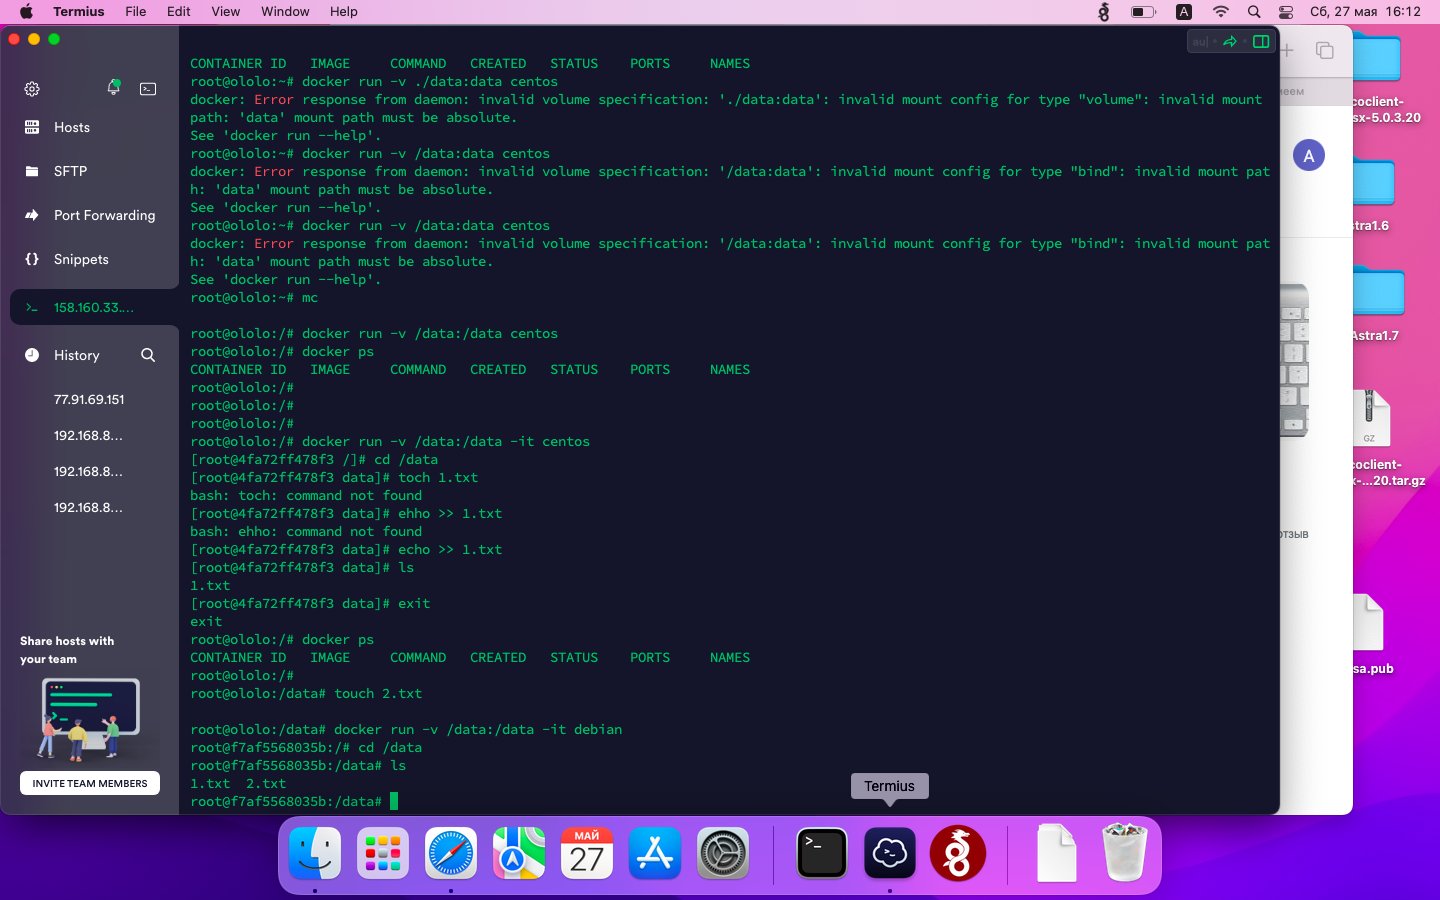 Termius File Edit View Window Help
A
Сб, 27 мая 16:12
CONTAINER ID IMAGE COMMAND CREATED STATUS PORTS NAMES
root@ololo:~# docker run -v ./data:data centos
docker: Error response from daemon: invalid volume specification: './data:data': invalid mount config for type "volume": invalid mount
path: 'data' mount path must be absolute.
See 'docker run --help'.
root@ololo:~# docker run -v /data:data centos
docker: Error response from daemon: invalid volume specification: '/data:data': invalid mount config for type "bind": invalid mount pat
h: 'data' mount path must be absolute.
See 'docker run --help'.
root@ololo:~# docker run -v /data:data centos
docker: Error response from daemon: invalid volume specification: '/data:data': invalid mount config for type "bind": invalid mount pat
h: 'data' mount path must be absolute.
See 'docker run --help'.
root@ololo:~# mc
root@ololo:/# docker run -v /data:/data centos
root@ololo:/# docker ps
CONTAINER ID IMAGE COMMAND CREATED STATUS PORTS NAMES
root@ololo:/#
root@ololo:/#
root@ololo:/#
root@ololo:/# docker run -v /data:/data -it centos
[root@4fa72ff478f3 /]# cd /data
[root@4fa72ff478f3 data]# toch 1.txt
bash: toch: command not found
[root@4fa72ff478f3 data]# ehho >> 1.txt
bash: ehho: command not found
[root@4fa72ff478f3 data]# echo >> 1.txt
[root@4fa72ff478f3 data]# ls
1.txt
[root@4fa72ff478f3 data]# exit
exit
root@ololo:/# docker ps
CONTAINER ID IMAGE COMMAND CREATED STATUS PORTS NAMES
root@ololo:/#
root@ololo:/data# touch 2.txt
root@ololo:/data# docker run -v /data:/data -it debian
root@f7af5568035b:/# cd /data
root@f7af5568035b:/data# ls
1.txt 2.txt
root@f7af5568035b:/data#
Hosts
SFTP
Port Forwarding
Snippets
158.160.33....
History
77.91.69.151
192.168.8...
192.168.8...
192.168.8...
Share hosts with
your team
INVITE TEAM MEMBERS
au|
A
coclient-
sx-5.0.3.20
stra1.6
Astra1.7
GZ
coclient-
x-...20.tar.gz
отзыв
sa.pub
Termius
МАЙ
27